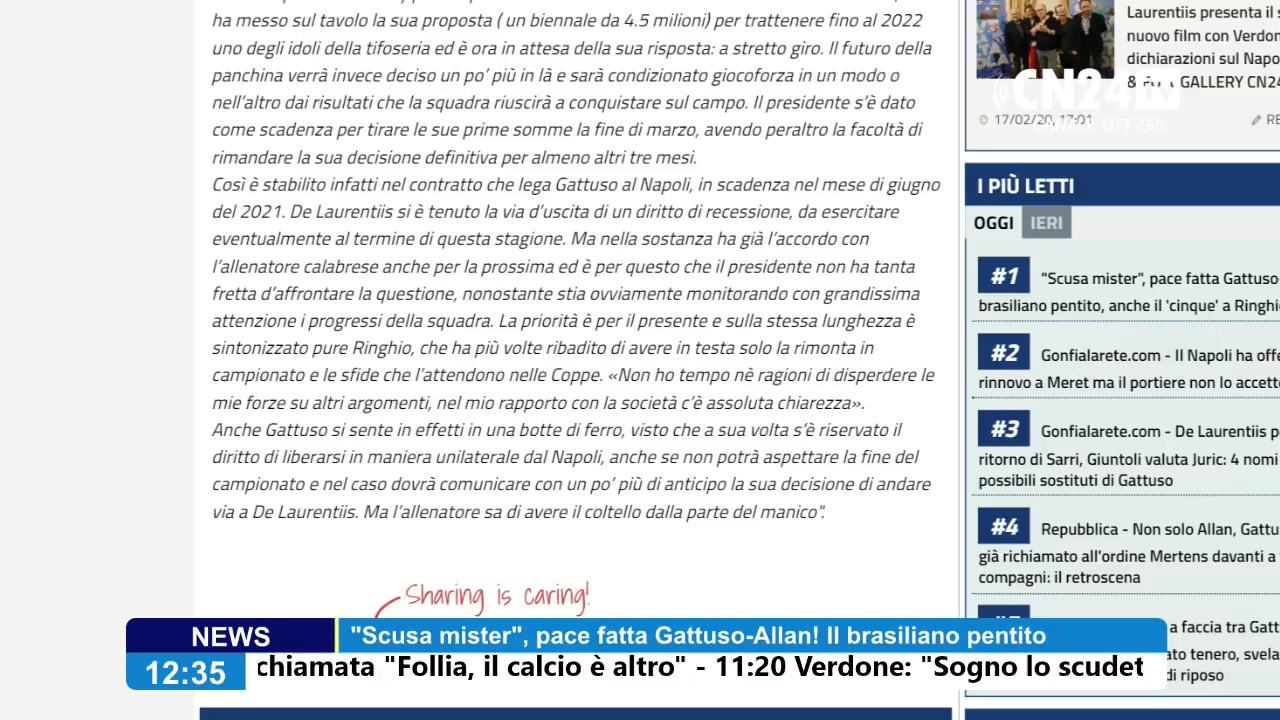 ha messo sul tavolo la sua proposta ( un biennale da 4.5 milioni) per trattenere fino al 2022
uno degli idoli della tifoseria ed è ora in attesa della sua risposta: a stretto giro. Il futuro della
panchina verrà invece deciso un po' più in là e sarà condizionato giocoforza in un modo o
nell'altro dai risultati che la squadra riuscirà a conquistare sul campo. Il presidente s'è dato
come scadenza per tirare le sue prime somme la fine di marzo, avendo peraltro la facoltà di
rimandare la sua decisione definitiva per almeno altri tre mesi.
Così è stabilito infatti nel contratto che lega Gattuso al Napoli, in scadenza nel mese di giugno
del 2021. De Laurentiis si è tenuto la via d'uscita di un diritto di recessione, da esercitare
eventualmente al termine di questa stagione. Ma nella sostanza ha già l'accordo con
l'allenatore calabrese anche per la prossima ed è per questo che il presidente non ha tanta
fretta d'affrontare la questione, nonostante stia ovviamente monitorando con grandissima
attenzione i progressi della squadra. La priorità è per il presente e sulla stessa lunghezza è
sintonizzato pure Ringhio, che ha più volte ribadito di avere in testa solo la rimonta in
campionato e le sfide che l'attendono nelle Coppe. «Non ho tempo nè ragioni di disperdere le
mie forze su altri argomenti, nel mio rapporto con la società c'è assoluta chiarezza».
Anche Gattuso si sente in effetti in una botte di ferro, visto che a sua volta s'è riservato il
diritto di liberarsi in maniera unilaterale dal Napoli, anche se non potrà aspettare la fine del
campionato e nel caso dovrà comunicare con un po' più di anticipo la sua decisione di andare
via a De Laurentiis. Ma l'allenatore sa di avere il coltello dalla parte del manico".
Sharing is caring!
Laurentiis presenta il s
nuovo film con Verdon
dichiarazioni sul Napo
& GALLERY CN24
CN24 TV
CANALE DTT 296
17/02/20, 17:01
RE
I PIÙ LETTI
OGGI IERI
#1 "Scusa mister", pace fatta Gattuso-
brasiliano pentito, anche il 'cinque' a Ringhi
#2 Gonfialarete.com - Il Napoli ha offe
rinnovo a Meret ma il portiere non lo accett
#3 Gonfialarete.com - De Laurentiis p
ritorno di Sarri, Giuntoli valuta Juric: 4 nomi
possibili sostituti di Gattuso
#4 Repubblica - Non solo Allan, Gattu
già richiamato all'ordine Mertens davanti a
compagni: il retroscena
a faccia tra Gatt
ato tenero, svela
di riposo
NEWS "Scusa mister", pace fatta Gattuso-Allan! Il brasiliano pentito
12:35 chiamata "Follia, il calcio è altro" - 11:20 Verdone: "Sogno lo scudet